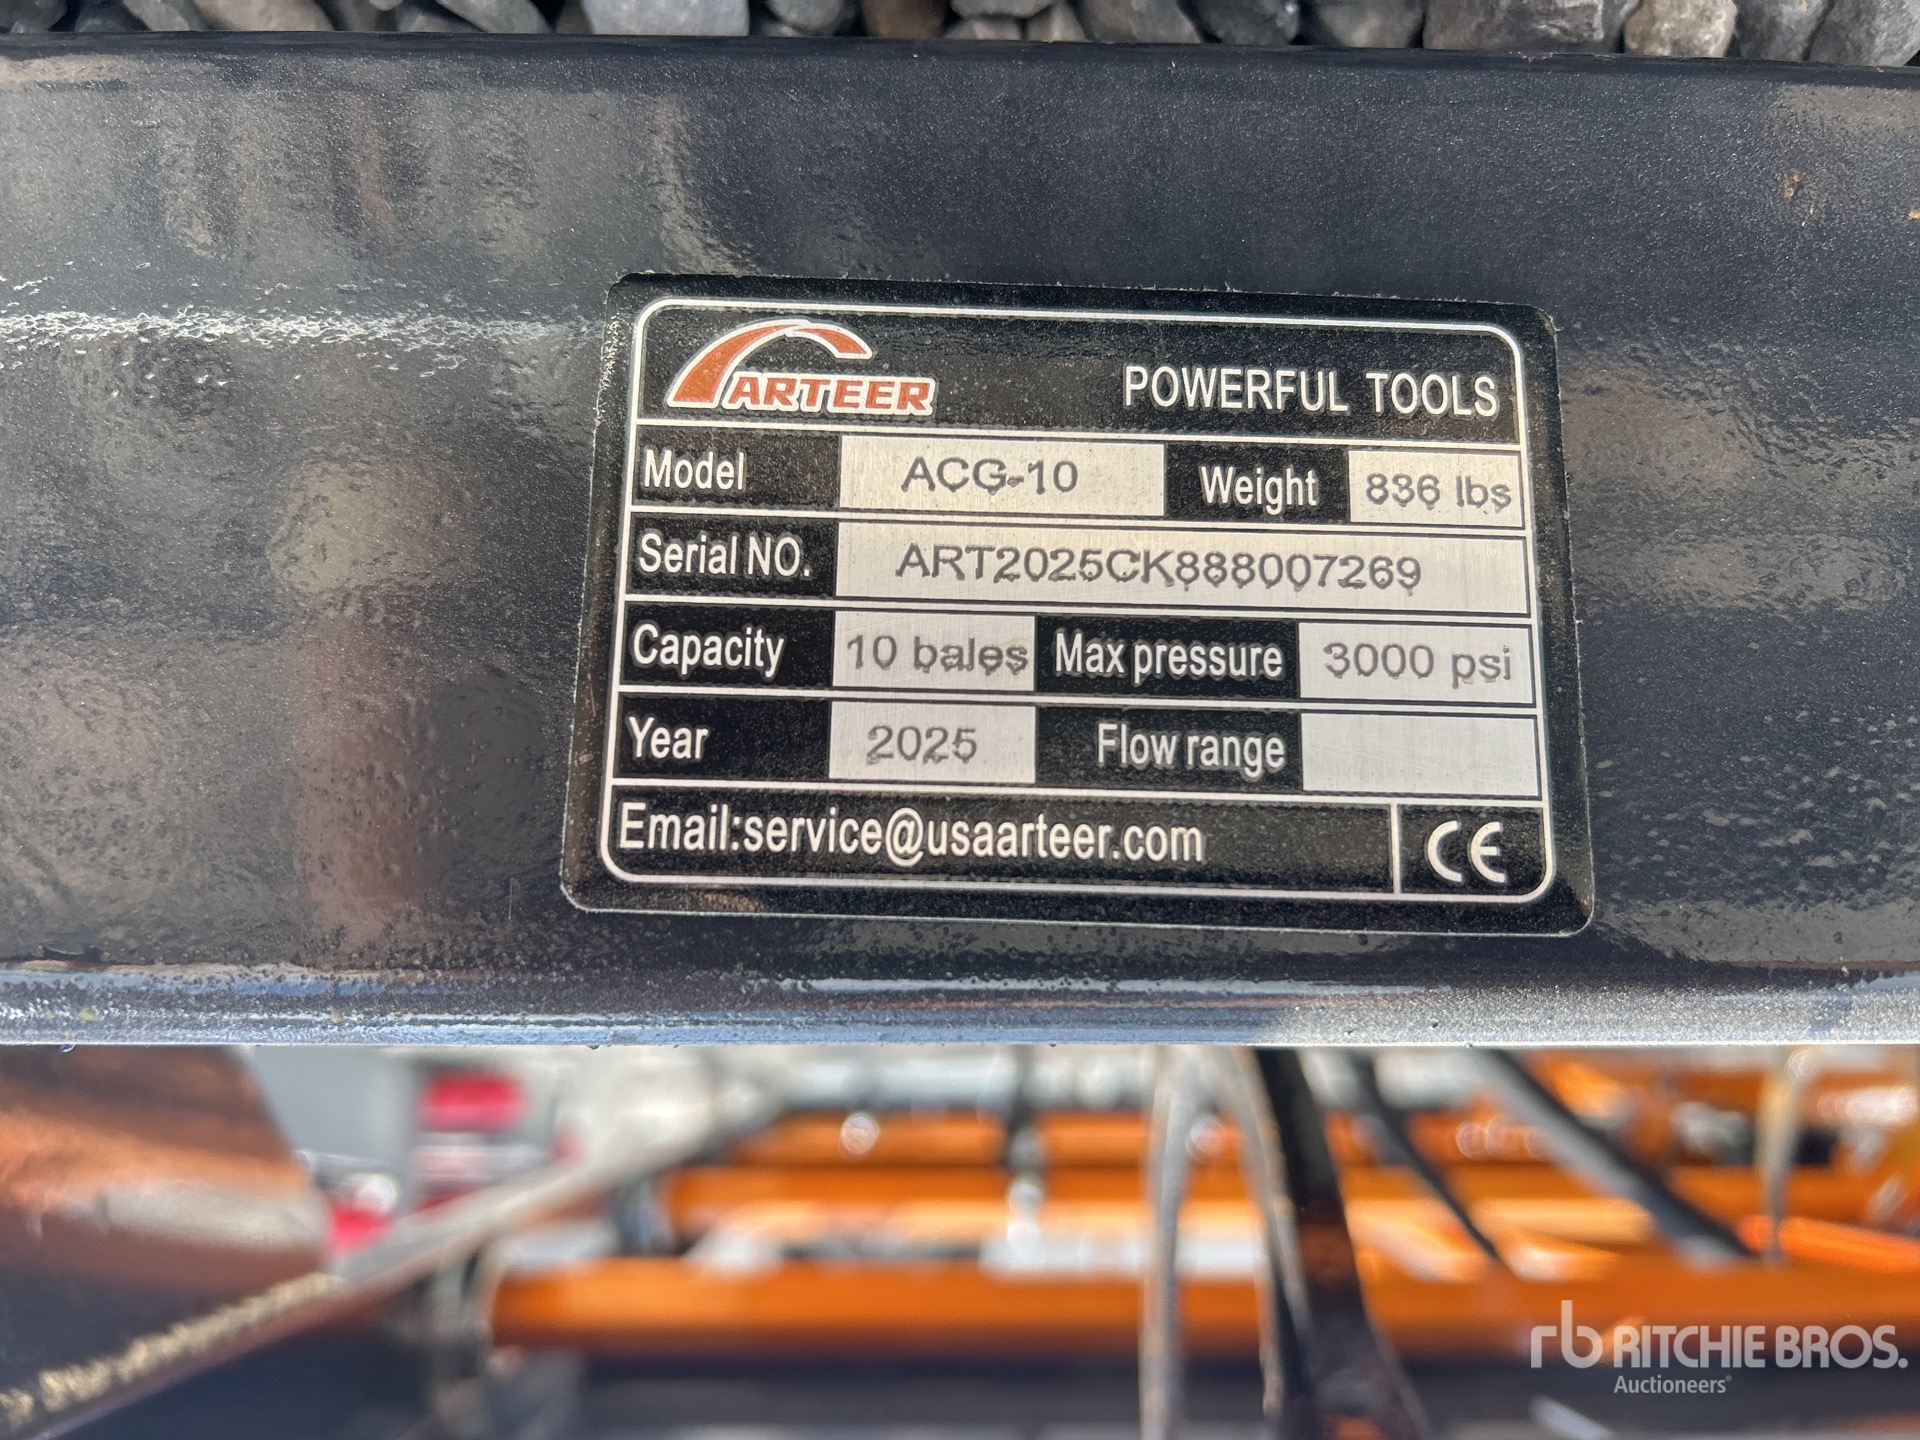 ARTEER POWERFUL TOOLS
Model ACG-10 Weight 836 lbs
Serial NO. ART2025CK888007269
Capacity 10 bales Max pressure 3000 psi
Year 2025 Flow range
Email:service@usaarteer.com CE
rb RITCHIE BROS.
Auctioneers